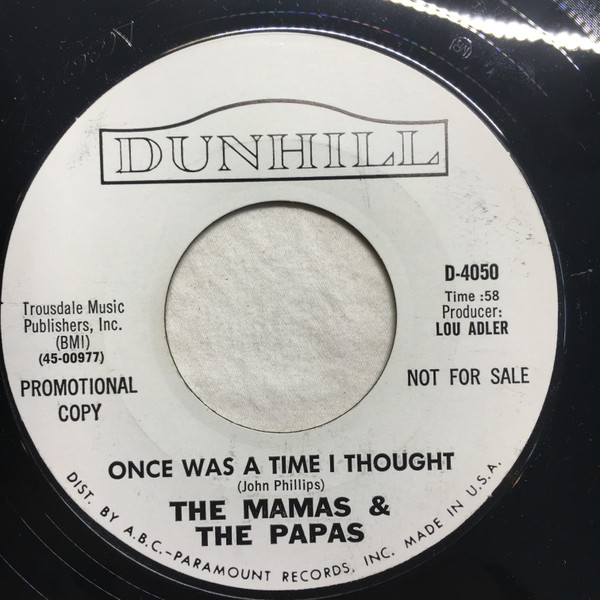 DUNHILL
D-4050
Time :58
Producer:
LOU ADLER
Trousdale Music
Publishers, Inc.
(BMI)
(45-00977)
PROMOTIONAL
COPY
NOT FOR SALE
ONCE WAS A TIME I THOUGHT
(John Phillips)
THE MAMAS &
THE PAPAS
DIST. BY A.B.C.-PARAMOUNT RECORDS, INC. MADE IN U.S.A.